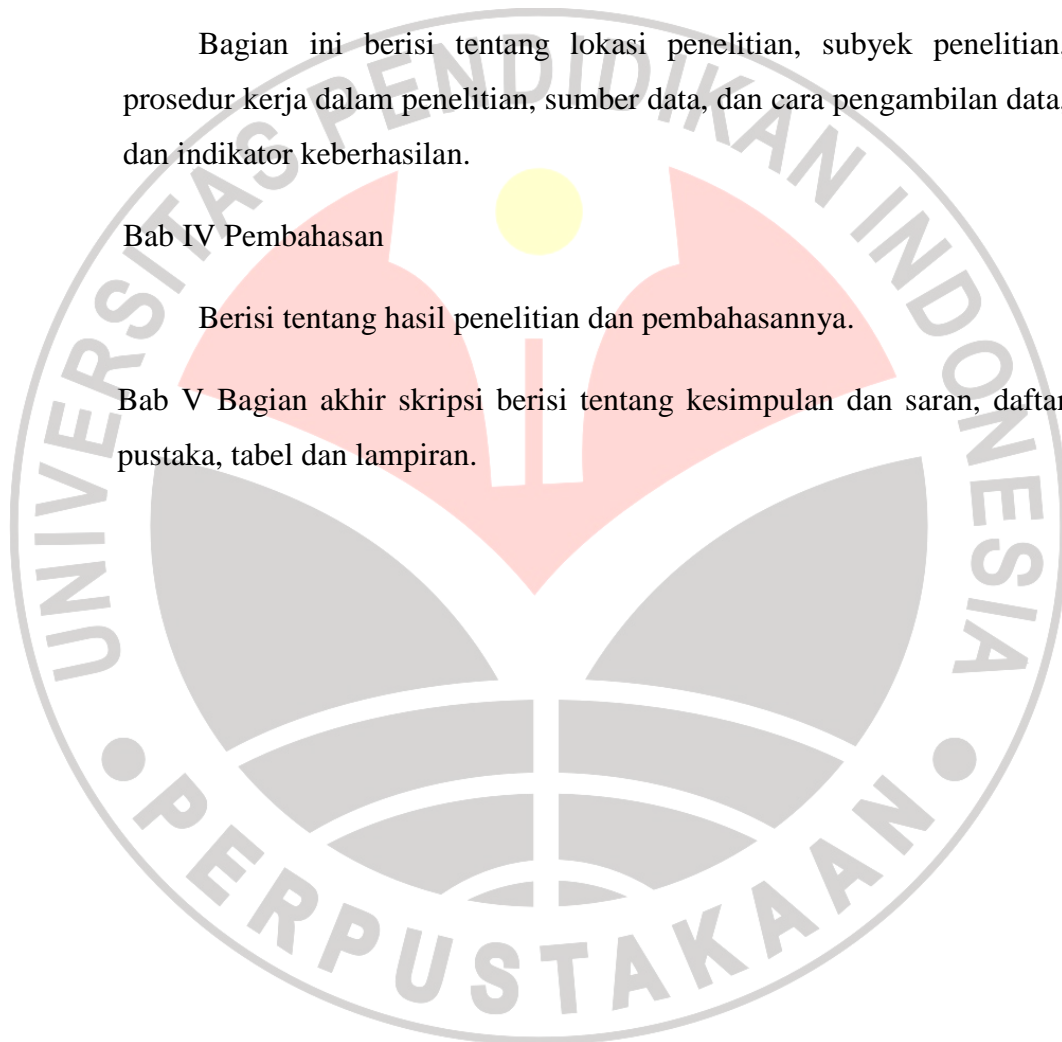 Bagian ini berisi tentang lokasi penelitian, subyek penelitian,
prosedur kerja dalam penelitian, sumber data, dan cara pengambilan data,
dan indikator keberhasilan.
Bab IV Pembahasan
Berisi tentang hasil penelitian dan pembahasannya.
Bab V Bagian akhir skripsi berisi tentang kesimpulan dan saran, daftar
pustaka, tabel dan lampiran.
UNIVERSITAS PENDIDIKAN INDONESIA
PERPUSTAKAAN